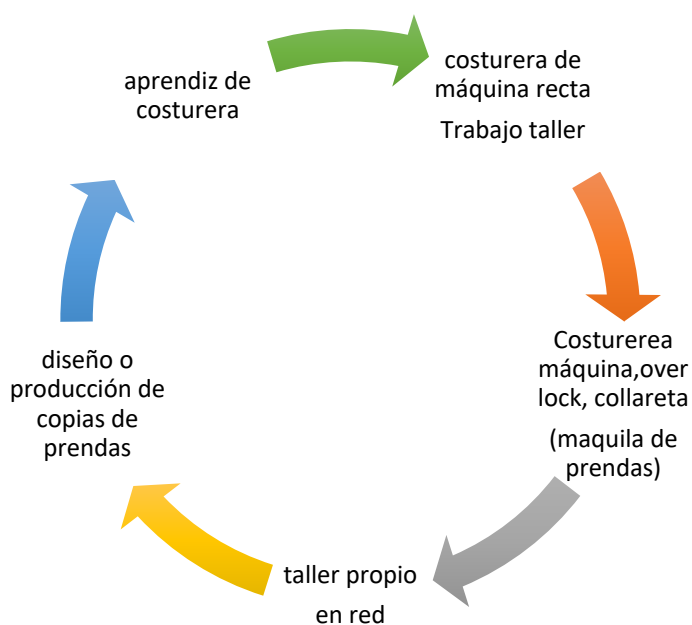 aprendiz de
costurera
costurera de
máquina recta
Trabajo taller
Costurerea
máquina,over
lock, collareta
(maquila de
prendas)
taller propio
en red
diseño o
producción de
copias de
prendas